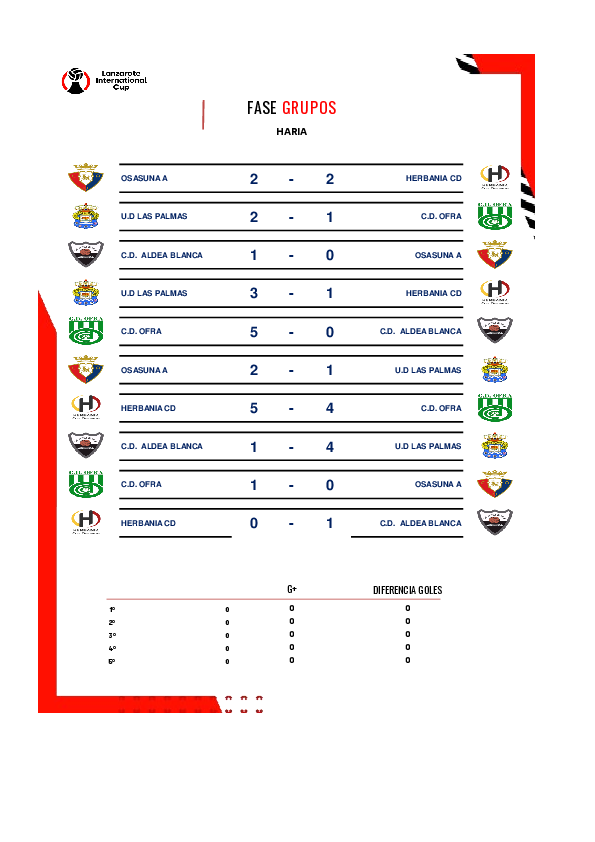 Lanzarote
International
Cup
FASE GRUPOS
HARIA
OSASUNA A 2 - 2 HERBANIA CD
U.D LAS PALMAS 2 - 1 C.D. OFRA
C.D. ALDEA BLANCA 1 - 0 OSASUNA A
U.D LAS PALMAS 3 - 1 HERBANIA CD
C.D. OFRA 5 - 0 C.D. ALDEA BLANCA
OSASUNA A 2 - 1 U.D LAS PALMAS
HERBANIA CD 5 - 4 C.D. OFRA
C.D. ALDEA BLANCA 1 - 4 U.D LAS PALMAS
C.D. OFRA 1 - 0 OSASUNA A
HERBANIA CD 0 - 1 C.D. ALDEA BLANCA
G+ DIFERENCIA GOLES
1º 0 0 0
2º 0 0 0
3º 0 0 0
4º 0 0 0
5º 0 0 0